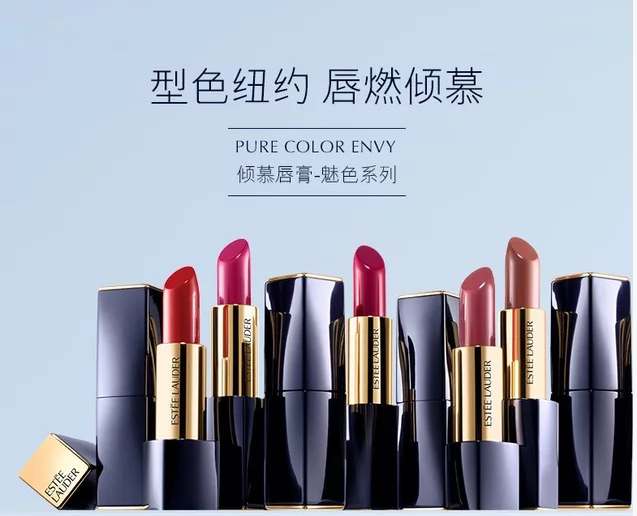 型色纽约 唇燃倾慕
PURE COLOR ENVY
倾慕唇膏-魅色系列
ESTEE LAUDER
ESTEE LAUDER
ESTEE LAUDER
ESTEE LAUDER
ESTEE LAUDER
ESTEE
LAUDER